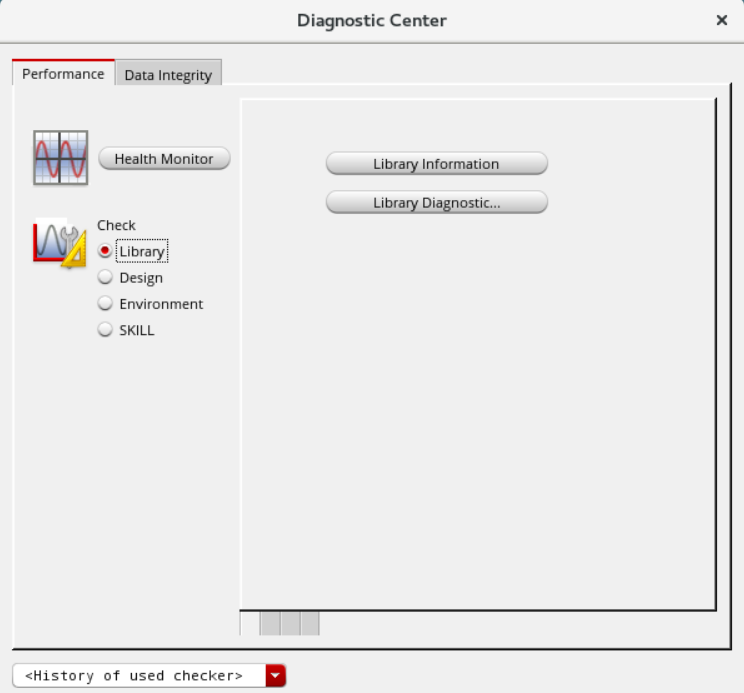 Diagnostic Center
Performance
Data Integrity
Health Monitor
Check
Library
Design
Environment
SKILL
Library Information
Library Diagnostic...
<History of used checker>